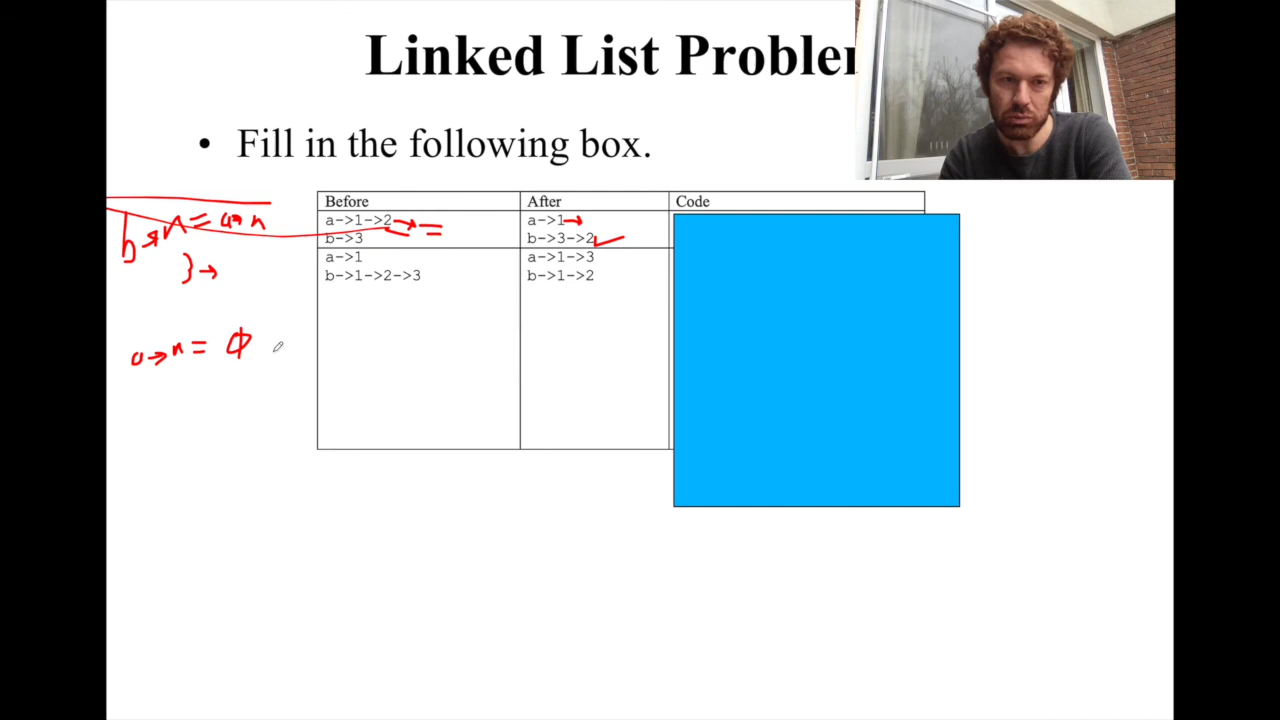 Linked List Proble
• Fill in the following box.
Before After Code
a->1->2 a->1
b->3 b->3->2
a->1 a->1->3
b->1->2->3 b->1->2
b→n = a→n
}→
a→n = φ